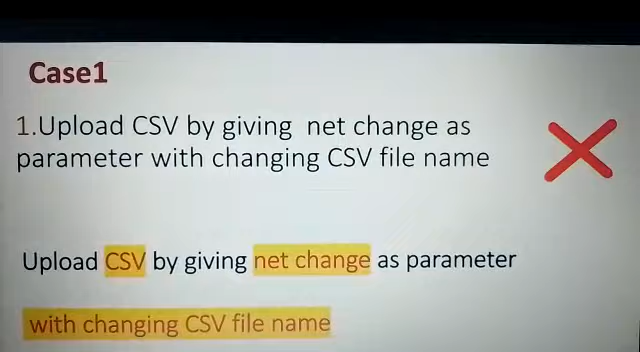 Case1
1.Upload CSV by giving net change as
parameter with changing CSV file name
Upload CSV by giving net change as parameter
with changing CSV file name